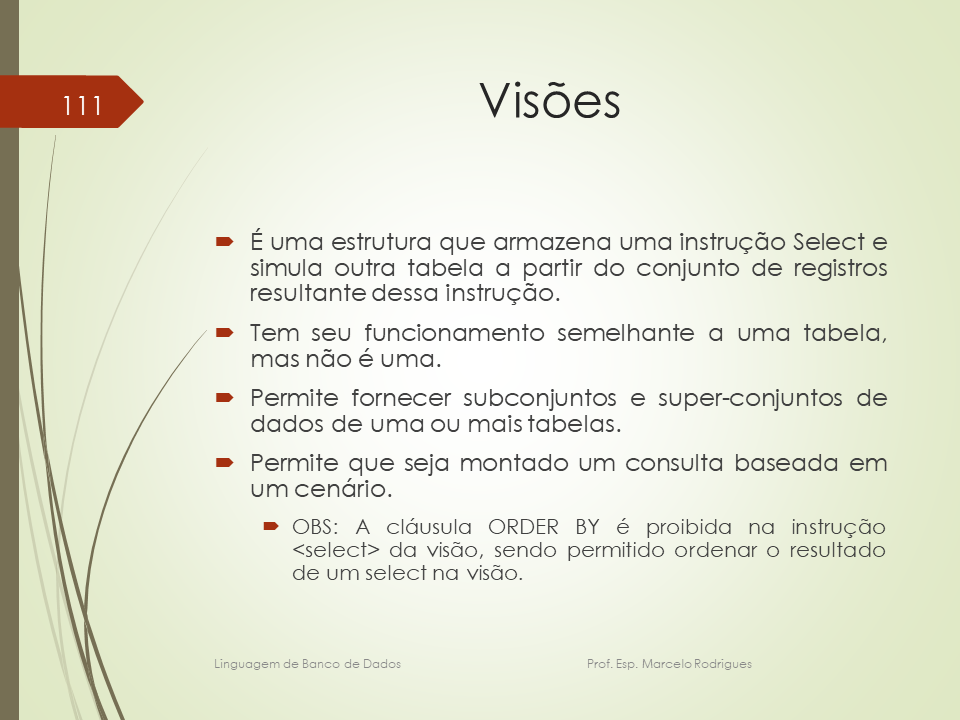 111
Visões
É uma estrutura que armazena uma instrução Select e
simula outra tabela a partir do conjunto de registros
resultante dessa instrução.
Tem seu funcionamento semelhante a uma tabela,
mas não é uma.
Permite fornecer subconjuntos e super-conjuntos de
dados de uma ou mais tabelas.
Permite que seja montado um consulta baseada em
um cenário.
OBS: A cláusula ORDER BY é proibida na instrução
<select> da visão, sendo permitido ordenar o resultado
de um select na visão.
Linguagem de Banco de Dados Prof. Esp. Marcelo Rodrigues